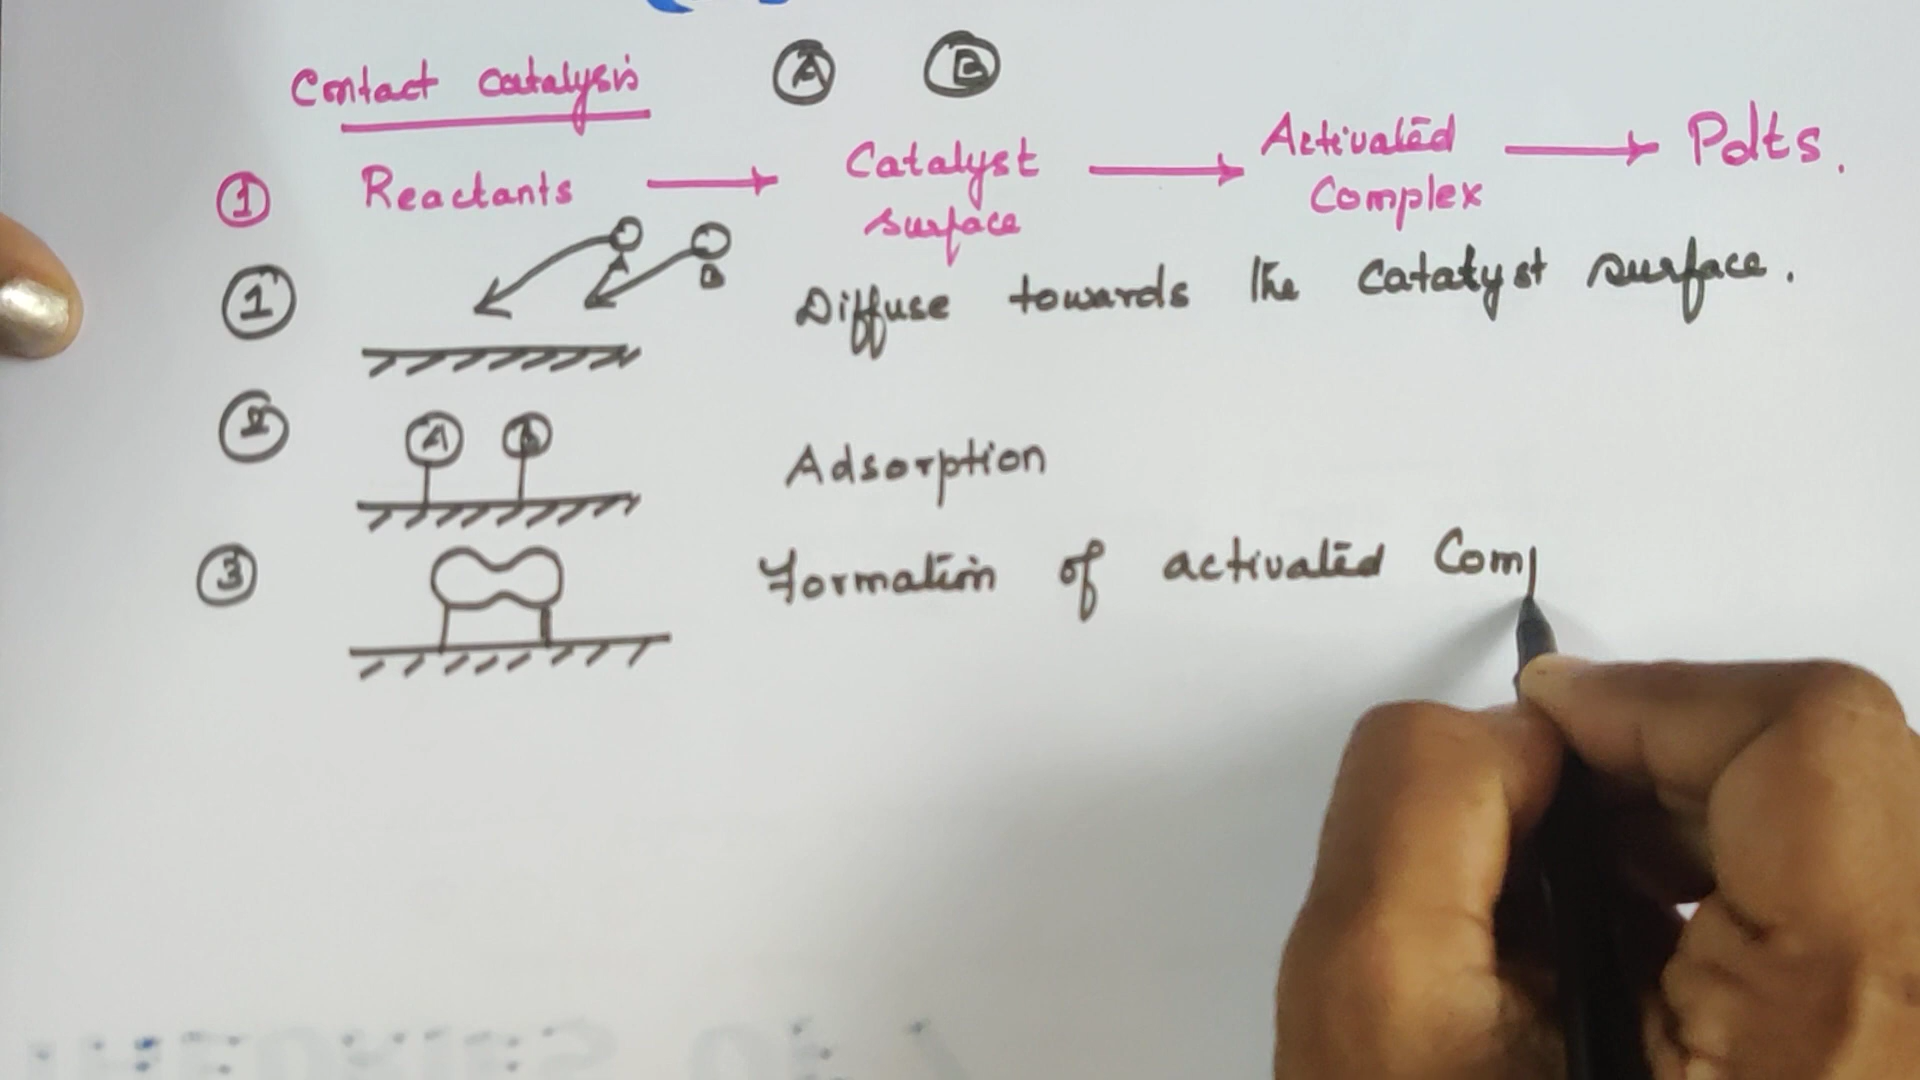 Contact catalysis A B
1 Reactants → Catalyst surface → Activated Complex → Pdts.
1 A B Diffuse towards the catalyst surface.
2 A B Adsorption
3 Formation of activated Comp